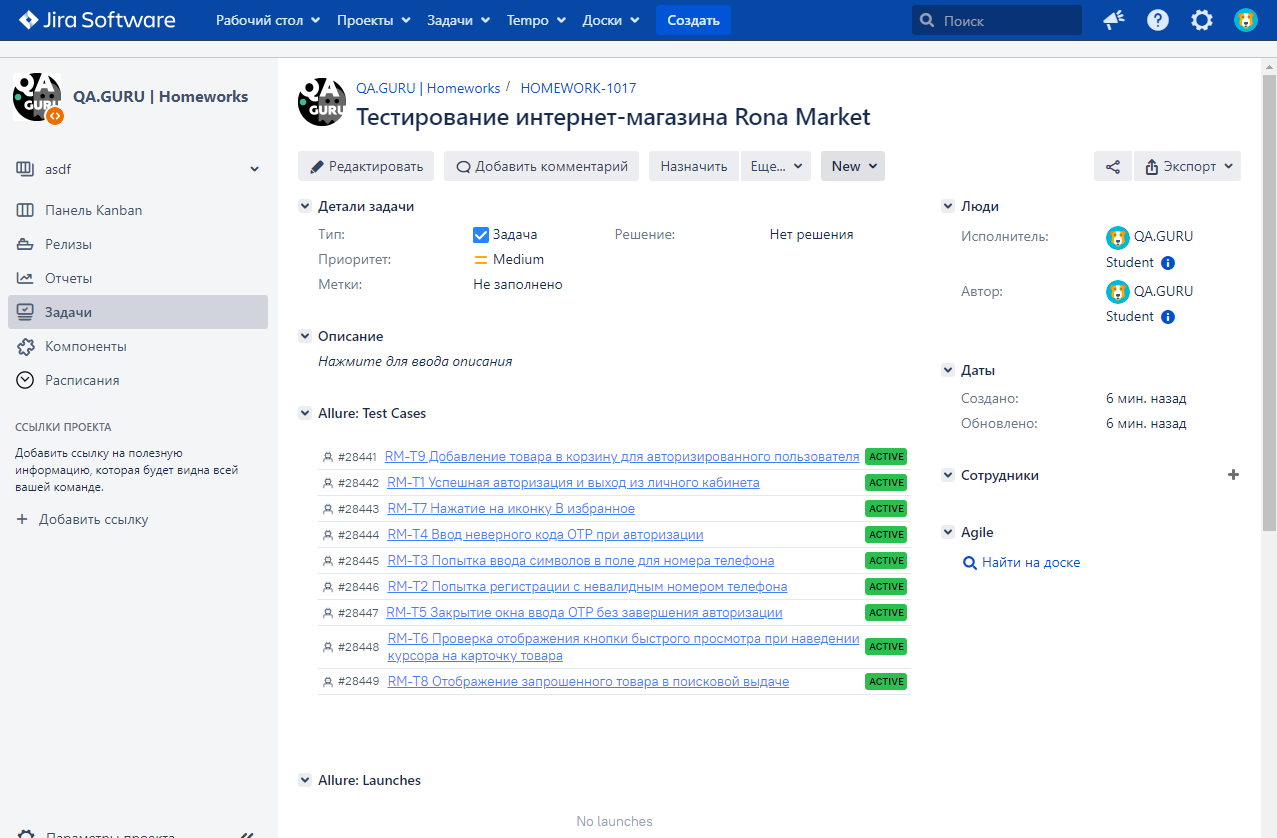 Jira Software Рабочий стол Проекты Задачи Tempo Доски Создать Поиск
QA.GURU | Homeworks
asdf
Панель Kanban
Релизы
Отчеты
Задачи
Компоненты
Расписания
ССЫЛКИ ПРОЕКТА
Добавить ссылку на полезную
информацию, которая будет видна всей
вашей команде.
+ Добавить ссылку
Параметры проекта
QA.GURU | Homeworks / HOMEWORK-1017
Тестирование интернет-магазина Rona Market
Редактировать Добавить комментарий Назначить Еще... New Экспорт
Детали задачи
Тип: Задача Решение: Нет решения
Приоритет: Medium
Метки: Не заполнено
Описание
Нажмите для ввода описания
Allure: Test Cases
#28441 RM-T9 Добавление товара в корзину для авторизированного пользователя ACTIVE
#28442 RM-T1 Успешная авторизация и выход из личного кабинета ACTIVE
#28443 RM-T7 Нажатие на иконку В избранное ACTIVE
#28444 RM-T4 Ввод неверного кода OTP при авторизации ACTIVE
#28445 RM-T3 Попытка ввода символов в поле для номера телефона ACTIVE
#28446 RM-T2 Попытка регистрации с невалидным номером телефона ACTIVE
#28447 RM-T5 Закрытие окна ввода OTP без завершения авторизации ACTIVE
#28448 RM-T6 Проверка отображения кнопки быстрого просмотра при наведении
курсора на карточку товара ACTIVE
#28449 RM-T8 Отображение запрошенного товара в поисковой выдаче ACTIVE
Allure: Launches
No launches
Люди
Исполнитель: QA.GURU
Student
Автор: QA.GURU
Student
Даты
Создано: 6 мин. назад
Обновлено: 6 мин. назад
Сотрудники
Agile
Найти на доске